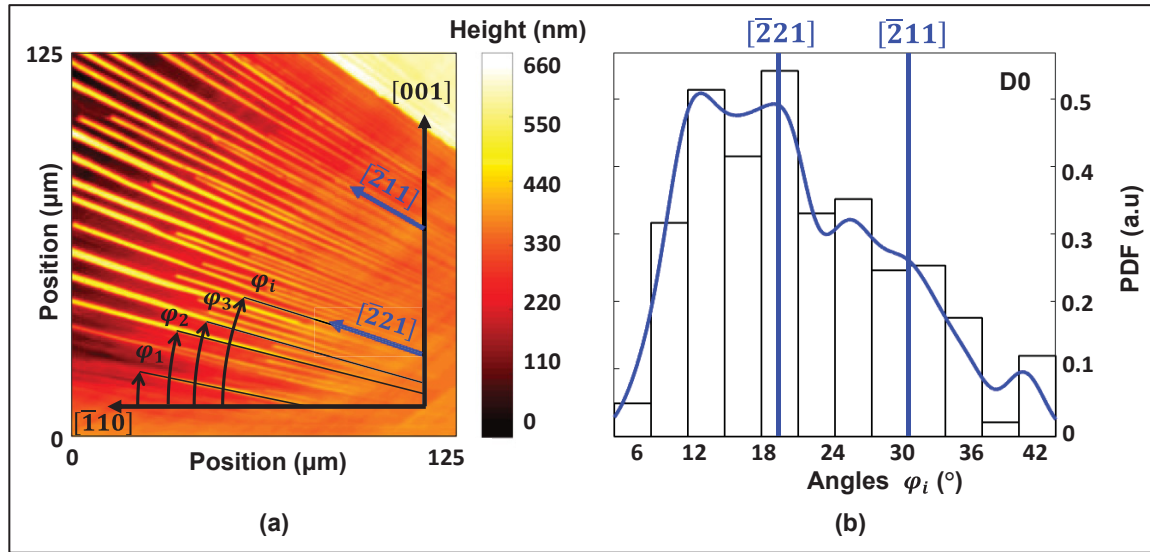 Height (nm)
125
[001]
[2̅11]
[2̅21]
φᵢ
φ₃
φ₂
φ₁
[1̅10]
0
0
125
Position (µm)
Position (µm)
660
550
440
330
220
110
0
(a)
[2̅21]
[2̅11]
D0
0.5
0.4
0.3
0.2
0.1
0
PDF (a.u)
6 12 18 24 30 36 42
Angles φᵢ (°)
(b)